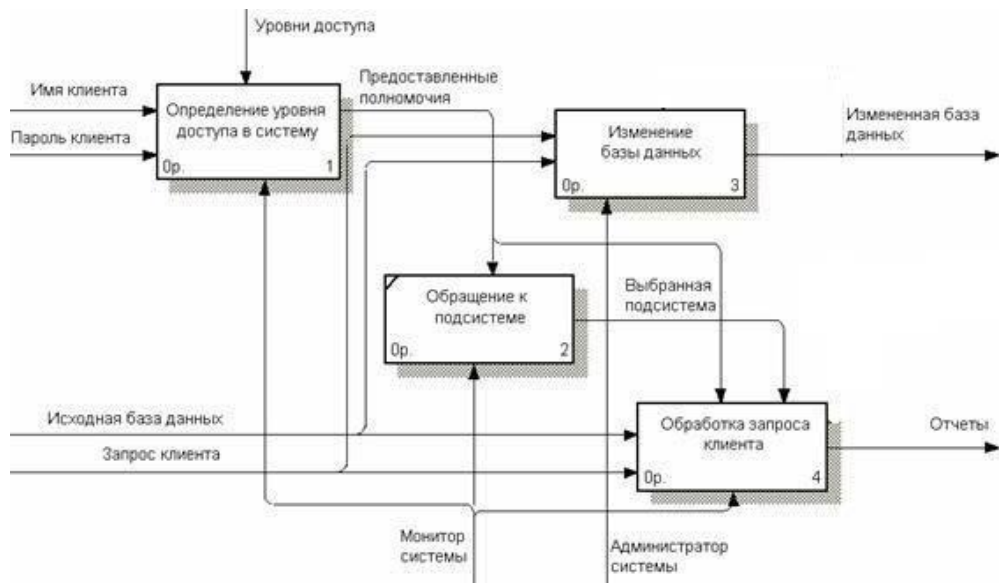 Уровни доступа
Имя клиента
Пароль клиента
Определение уровня
доступа в систему
0р.
1
Предоставленные
полномочия
Изменение
базы данных
0р.
3
Измененная база
данных
Обращение к
подсистеме
0р.
2
Выбранная
подсистема
Исходная база данных
Запрос клиента
Обработка запроса
клиента
0р.
4
Отчеты
Монитор
системы
Администратор
системы